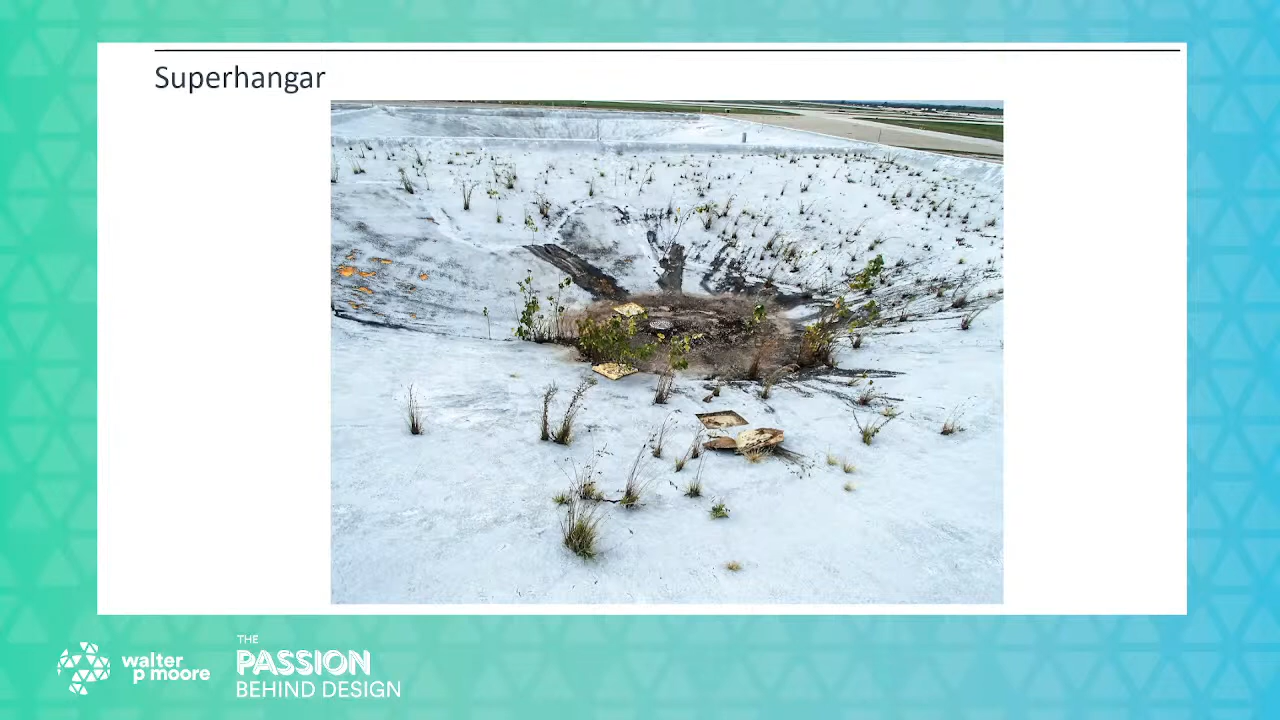 Superhangar
walter
p moore
THE
PASSION
BEHIND DESIGN